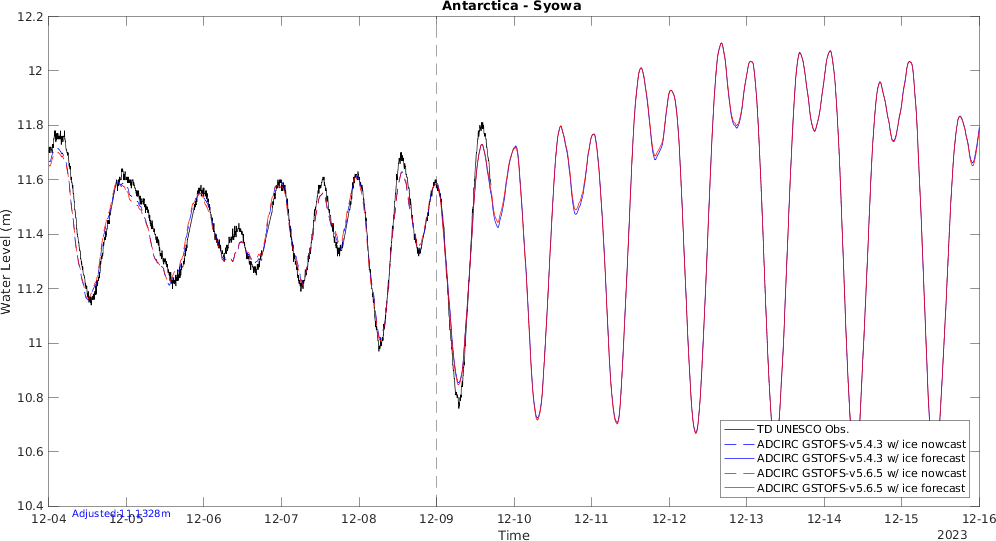 Antarctica - Syowa
12.2
12
11.8
11.6
11.4
11.2
11
10.8
10.6
10.4
Water Level (m)
TD UNESCO Obs.
ADCIRC GSTOFS-v5.4.3 w/ ice nowcast
ADCIRC GSTOFS-v5.4.3 w/ ice forecast
ADCIRC GSTOFS-v5.6.5 w/ ice nowcast
ADCIRC GSTOFS-v5.6.5 w/ ice forecast
Adjusted:11.1328m
12-04 12-05 12-06 12-07 12-08 12-09 12-10 12-11 12-12 12-13 12-14 12-15 12-16
Time
2023